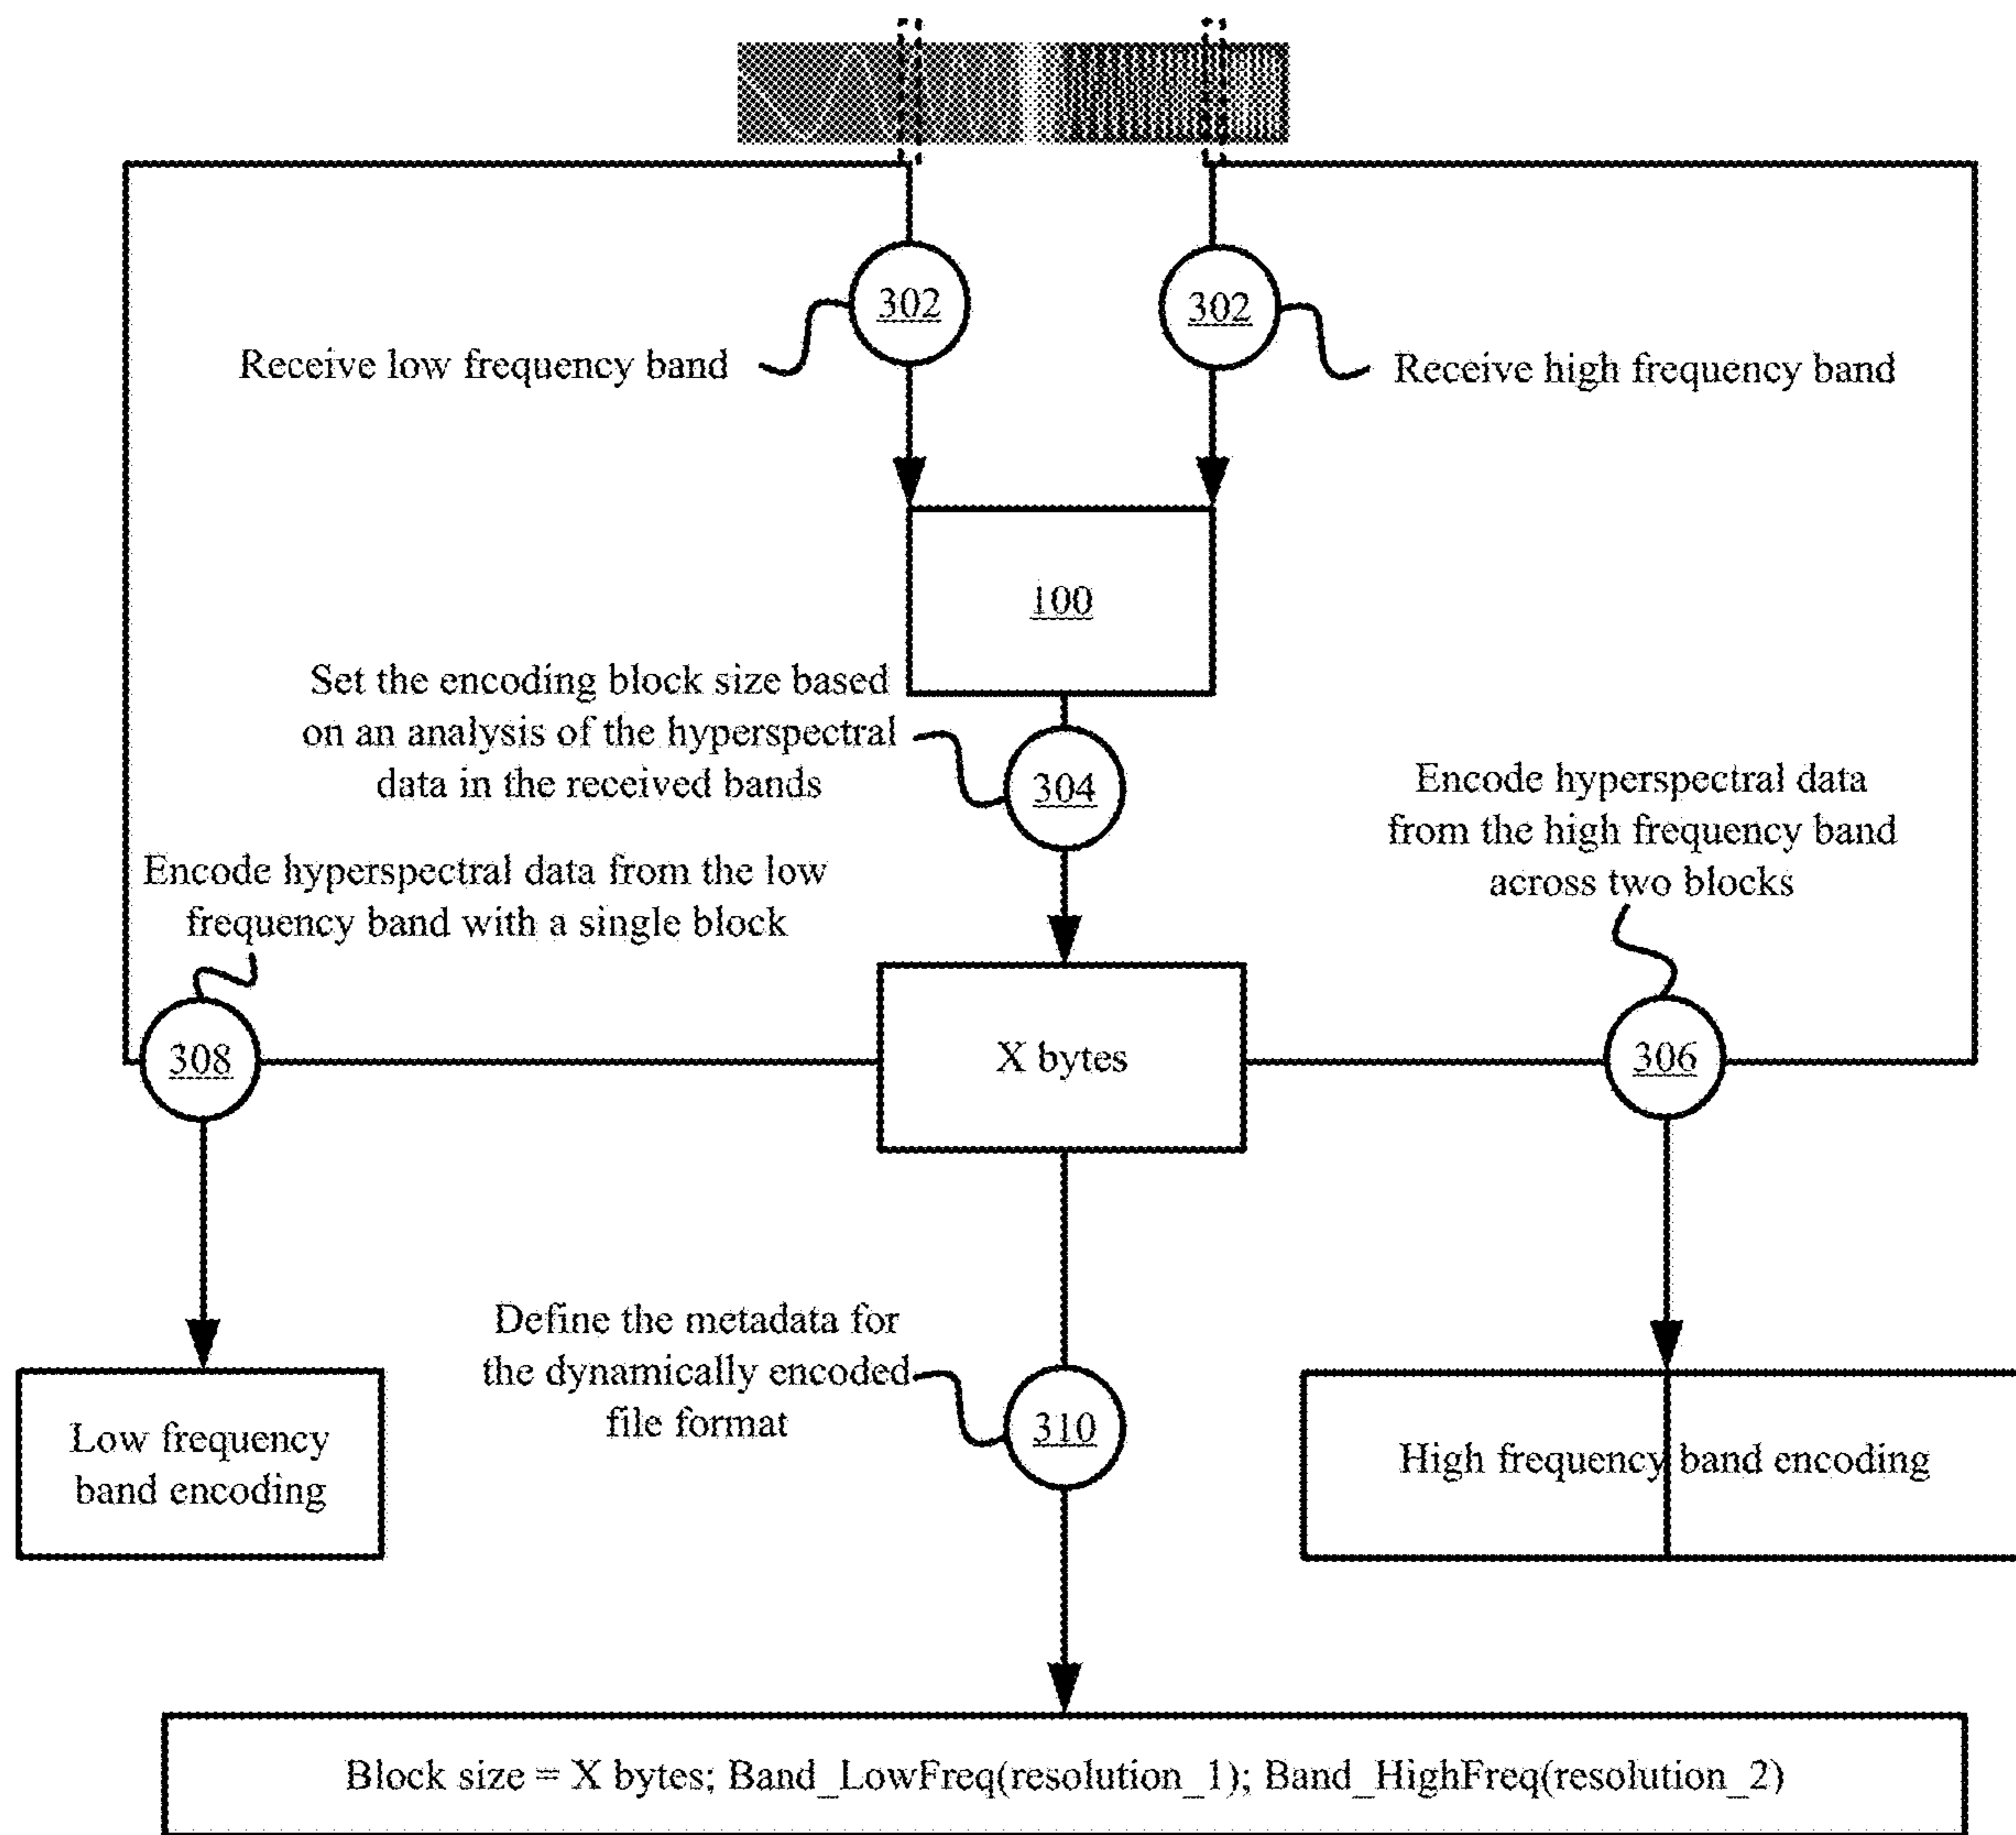 302
302
Receive low frequency band
Receive high frequency band
100
Set the encoding block size based
on an analysis of the hyperspectral
data in the received bands
304
Encode hyperspectral data
from the high frequency band
across two blocks
Encode hyperspectral data from the low
frequency band with a single block
308
X bytes
306
Define the metadata for
the dynamically encoded
file format
310
Low frequency
band encoding
High frequency band encoding
Block size = X bytes; Band_LowFreq(resolution_1); Band_HighFreq(resolution_2)